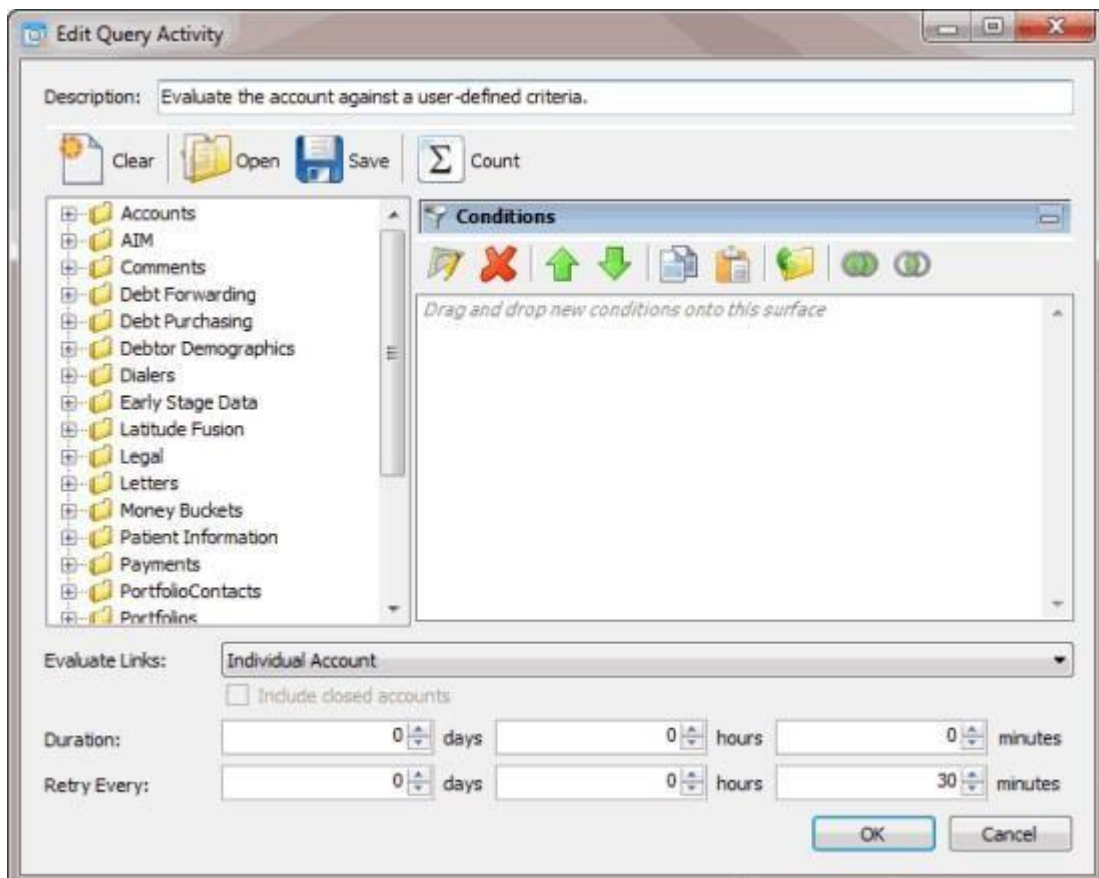 Edit Query Activity
Description: Evaluate the account against a user-defined criteria.
Clear Open Save Σ Count
Accounts
AIM
Comments
Debt Forwarding
Debt Purchasing
Debtor Demographics
Dialers
Early Stage Data
Latitude Fusion
Legal
Letters
Money Buckets
Patient Information
Payments
PortfolioContacts
Portfolios
Conditions
Drag and drop new conditions onto this surface
Evaluate Links: Individual Account
Include closed accounts
Duration: 0 days 0 hours 0 minutes
Retry Every: 0 days 0 hours 30 minutes
OK Cancel